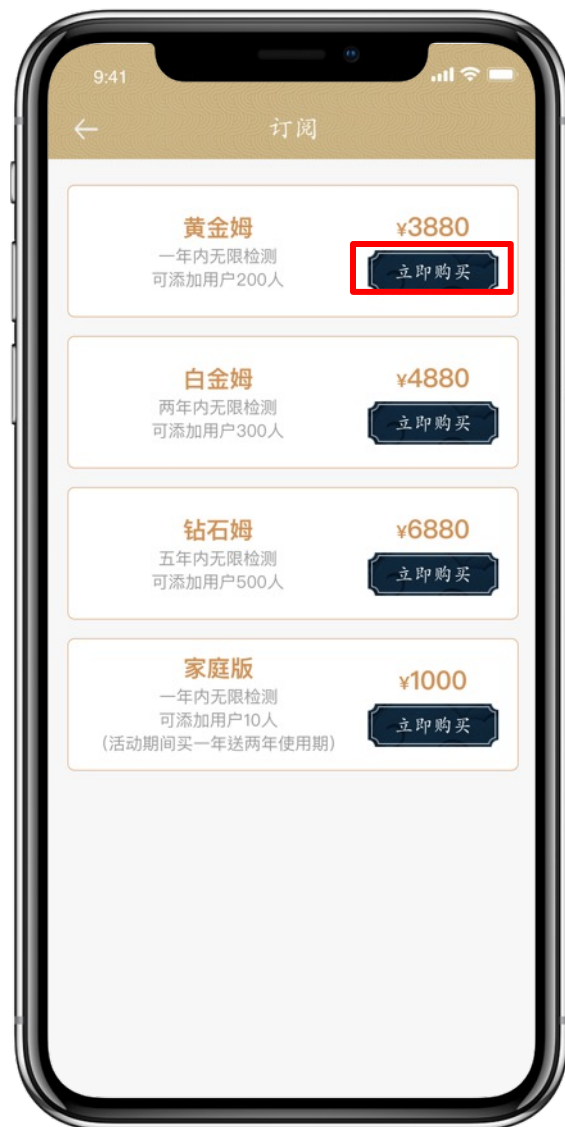 9:41
订阅
黄金姆
¥3880
一年内无限检测
可添加用户200人
立即购买
白金姆
¥4880
两年内无限检测
可添加用户300人
立即购买
钻石姆
¥6880
五年内无限检测
可添加用户500人
立即购买
家庭版
¥1000
一年内无限检测
可添加用户10人
立即购买
(活动期间买一年送两年使用期)